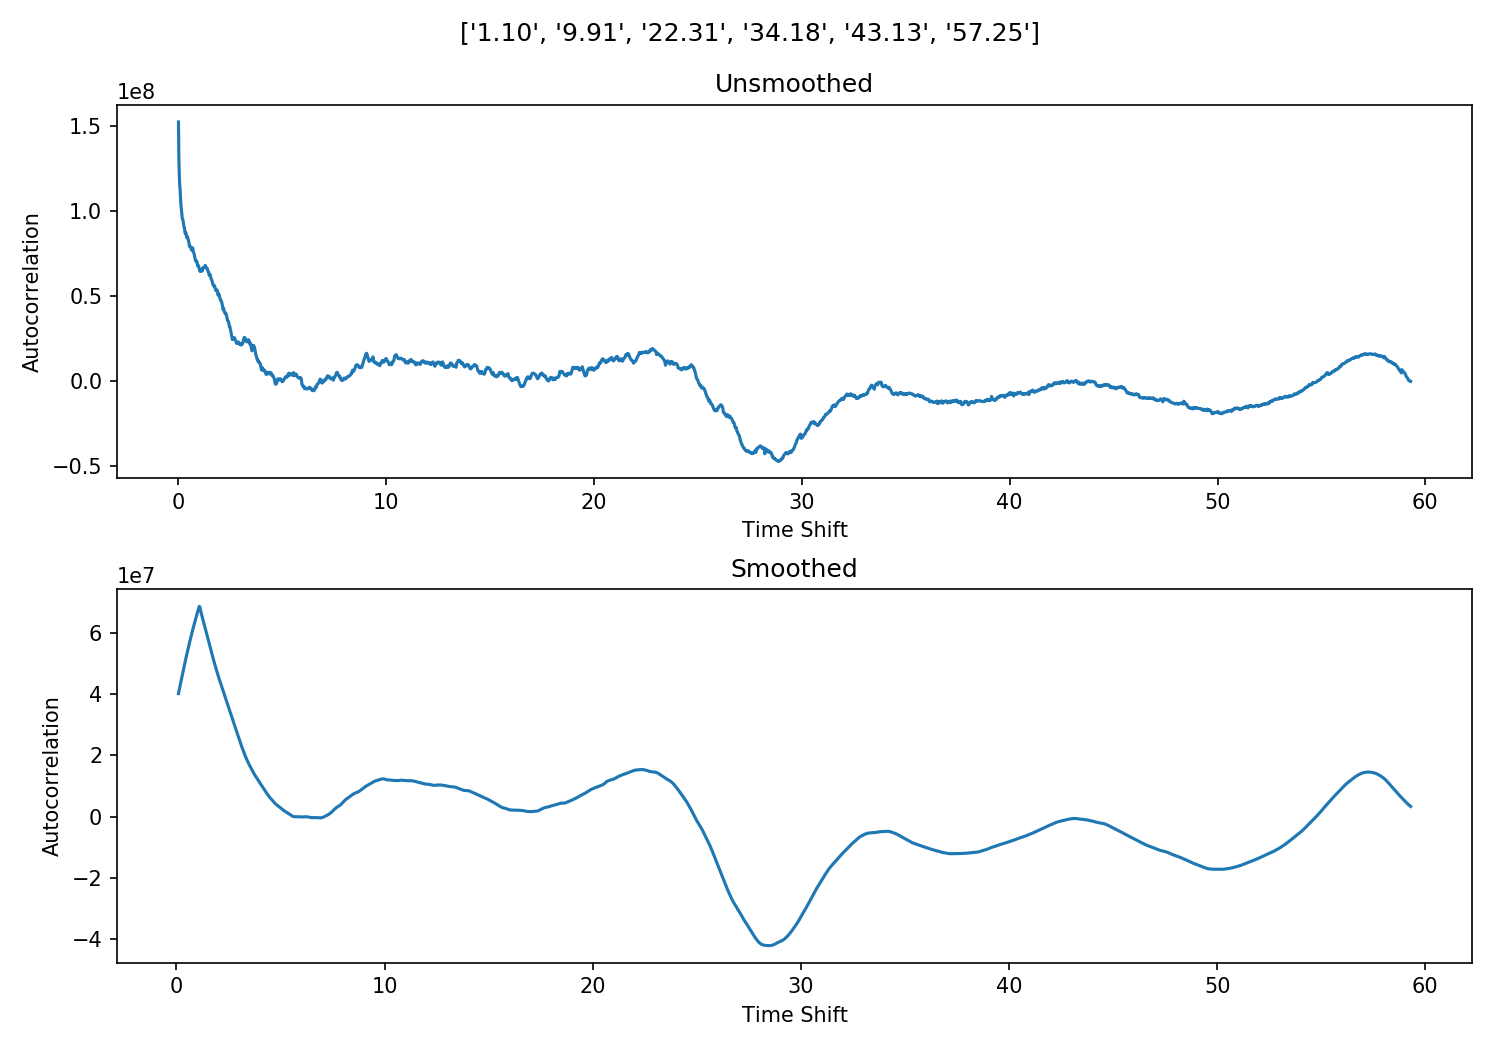 ['1.10', '9.91', '22.31', '34.18', '43.13', '57.25']
Unsmoothed
1e8
1.5
1.0
0.5
0.0
−0.5
Autocorrelation
0 10 20 30 40 50 60
Time Shift
Smoothed
1e7
6
4
2
0
−2
−4
Autocorrelation
0 10 20 30 40 50 60
Time Shift